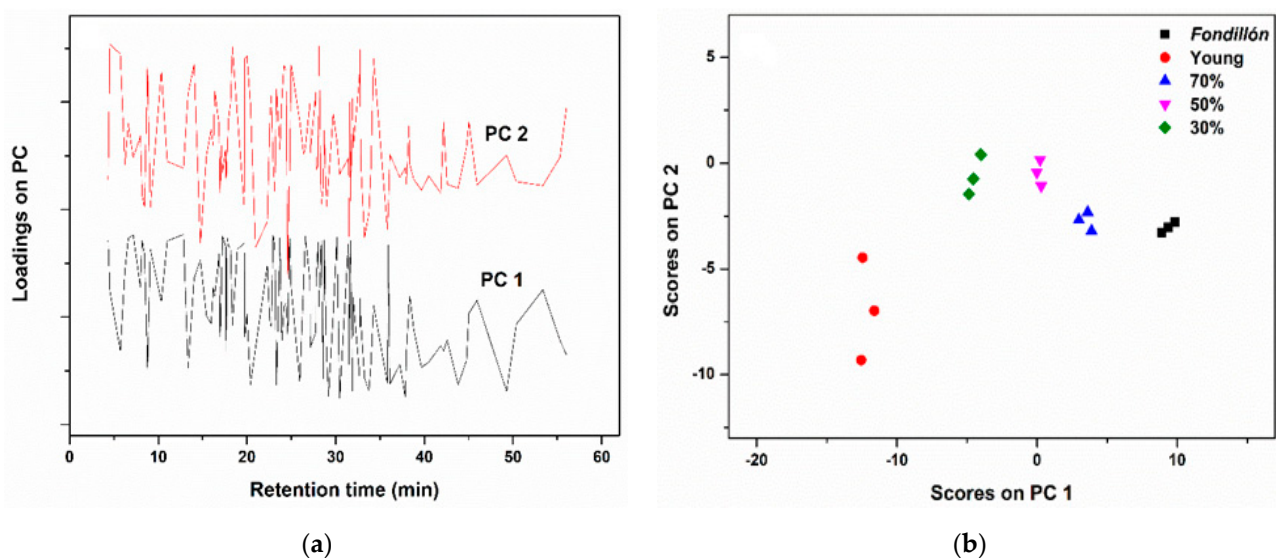 Loadings on PC
PC 2
PC 1
0
10
20
30
40
50
60
Retention time (min)
(a)
Scores on PC 2
5
0
-5
-10
Fondillón
Young
70%
50%
30%
-20
-10
0
10
Scores on PC 1
(b)